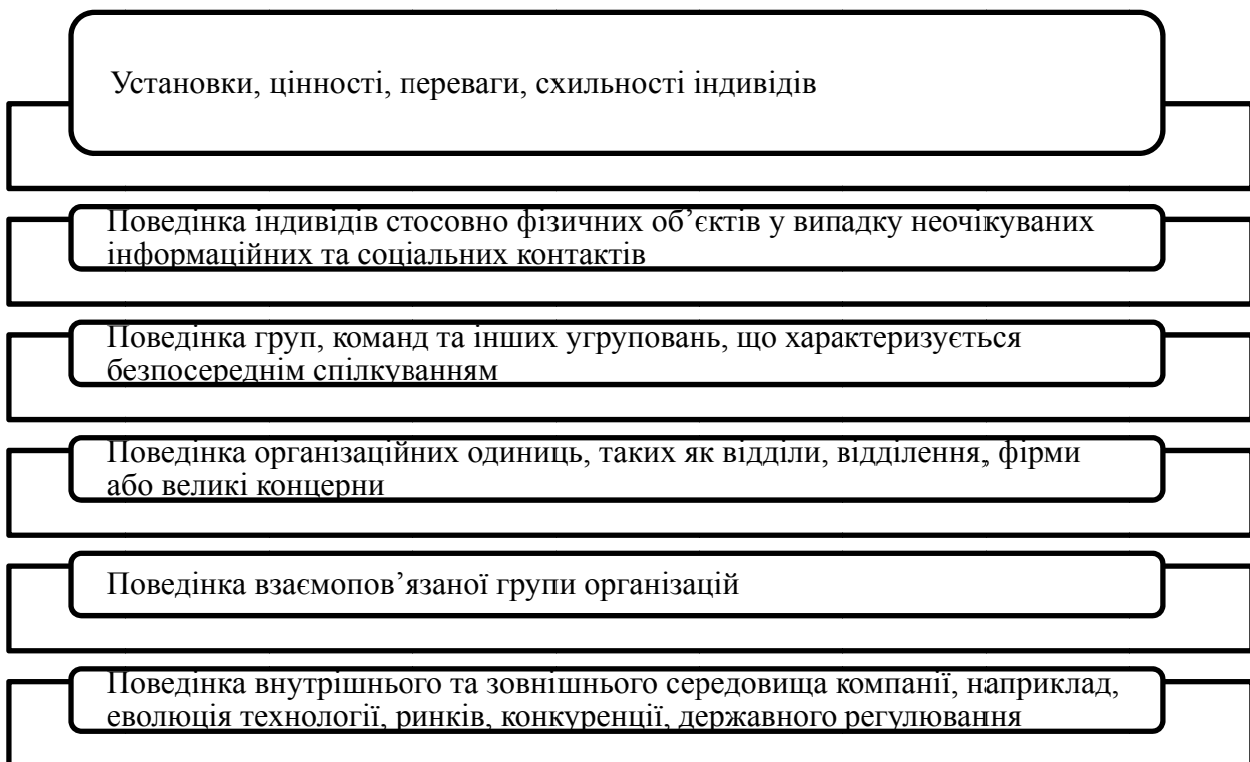 Установки, цінності, переваги, схильності індивідів
Поведінка індивідів стосовно фізичних об’єктів у випадку неочікуваних
інформаційних та соціальних контактів
Поведінка груп, команд та інших угруповань, що характеризується
безпосереднім спілкуванням
Поведінка організаційних одиниць, таких як відділи, відділення, фірми
або великі концерни
Поведінка взаємопов’язаної групи організацій
Поведінка внутрішнього та зовнішнього середовища компанії, наприклад,
еволюція технології, ринків, конкуренції, державного регулювання